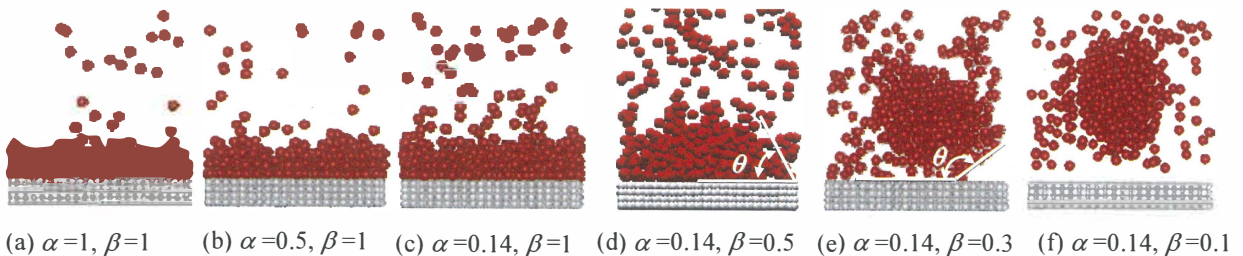 θ
θ
(a) α=1, β=1 (b) α=0.5, β=1 (c) α=0.14, β=1 (d) α=0.14, β=0.5 (e) α=0.14, β=0.3 (f) α=0.14, β=0.1